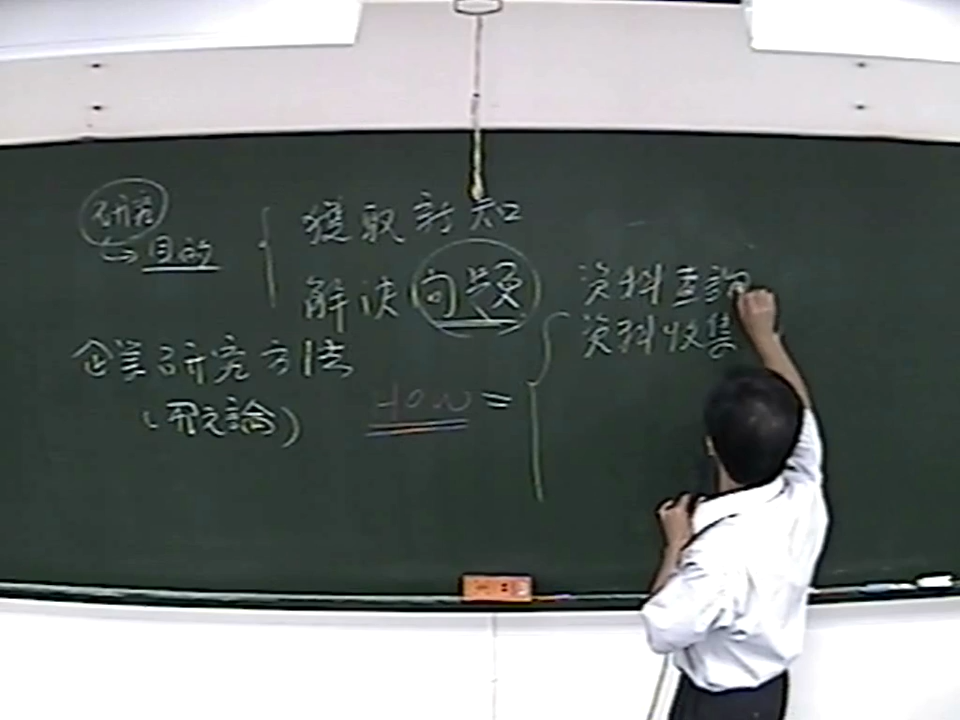 研究
目的
獲取新知
解決問題
企業研究方法
(研究論)
HOW =
資料查詢
資料收集